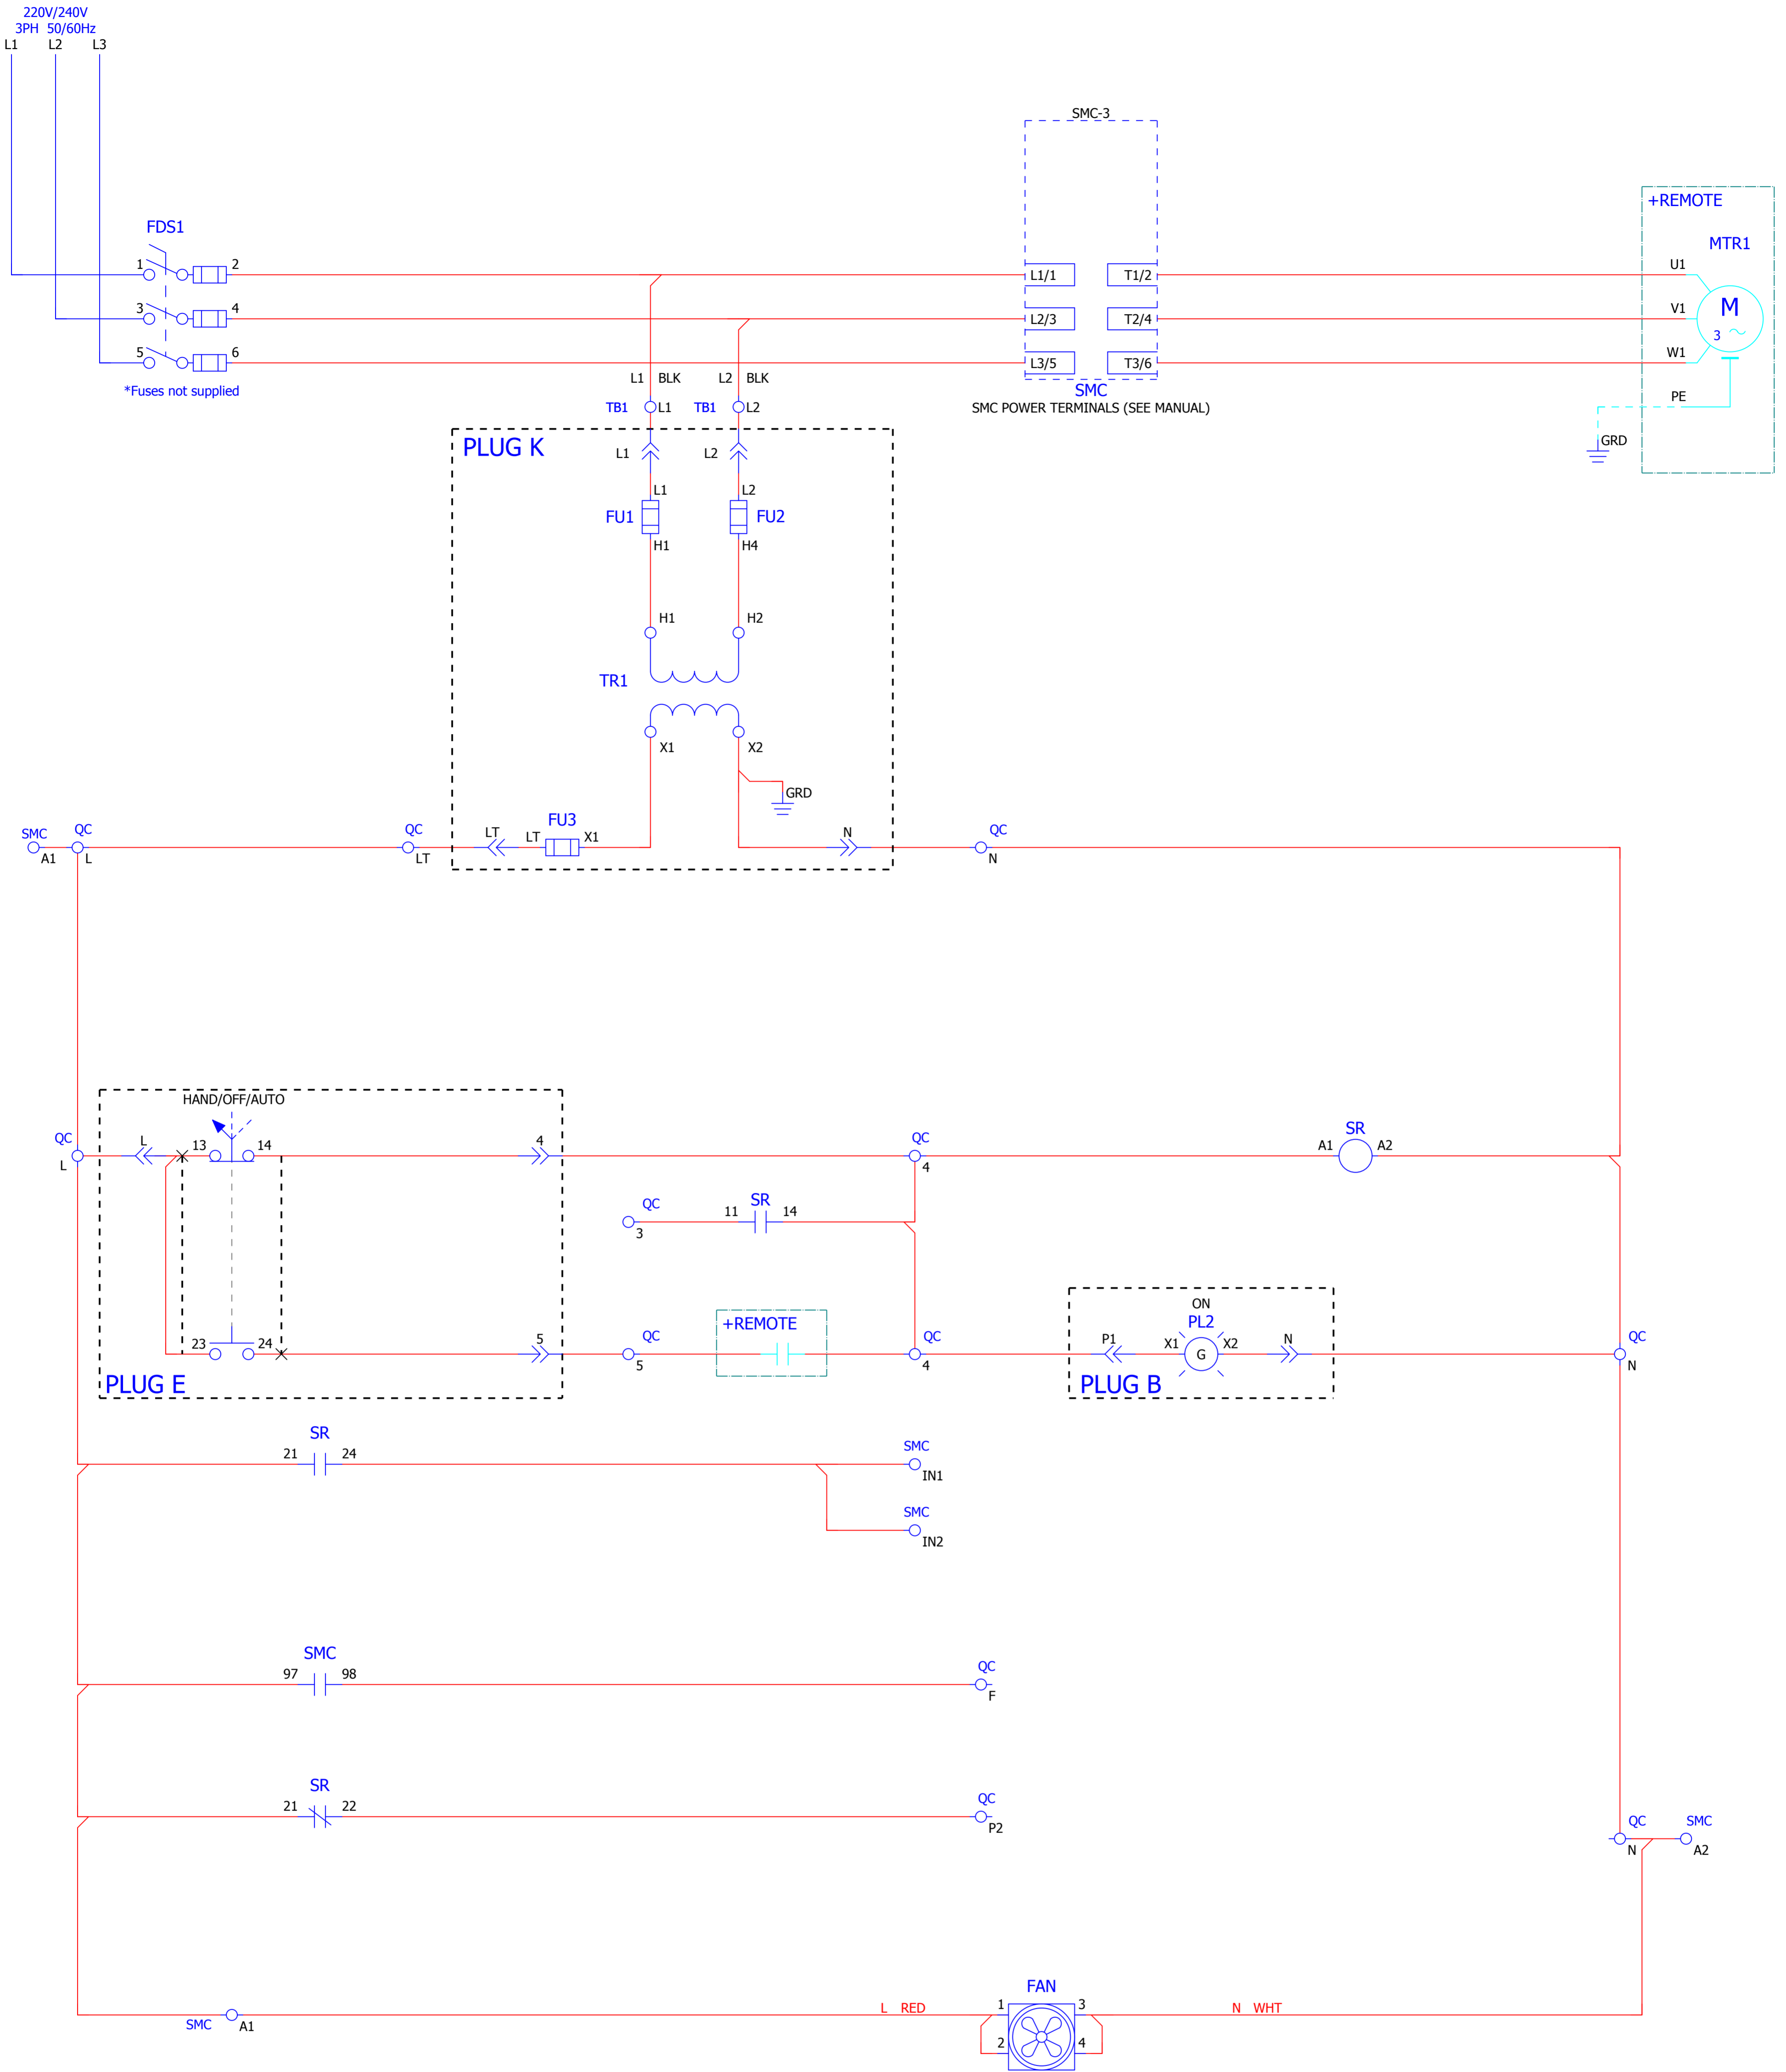 220V/240V
3PH 50/60Hz
L1 L2 L3
SMC-3
+REMOTE
MTR1
FDS1
1 2
L1/1 T1/2
U1
M
3
3 4
L2/3 T2/4
V1
5 6
L3/5 T3/6
W1
*Fuses not supplied
L1 BLK L2 BLK
SMC
PE
TB1 L1 TB1 L2
SMC POWER TERMINALS (SEE MANUAL)
GRD
PLUG K
L1 L2
L1 L2
FU1 FU2
H1 H4
H1 H2
TR1
X1 X2
GRD
FU3
SMC QC QC LT LT X1 N QC
A1 L LT N
HAND/OFF/AUTO
QC L 13 14 4 QC SR
L 4 A1 A2
QC 11 SR 14
3
+REMOTE
ON
PL2
23 24 5 QC QC P1 X1 G X2 N QC
5 4 N
PLUG E PLUG B
SR
21 24 SMC
IN1
SMC
IN2
SMC
97 98 QC
F
SR
21 22 QC
P2
QC SMC
N A2
FAN
L RED 1 3 N WHT
SMC A1
2 4